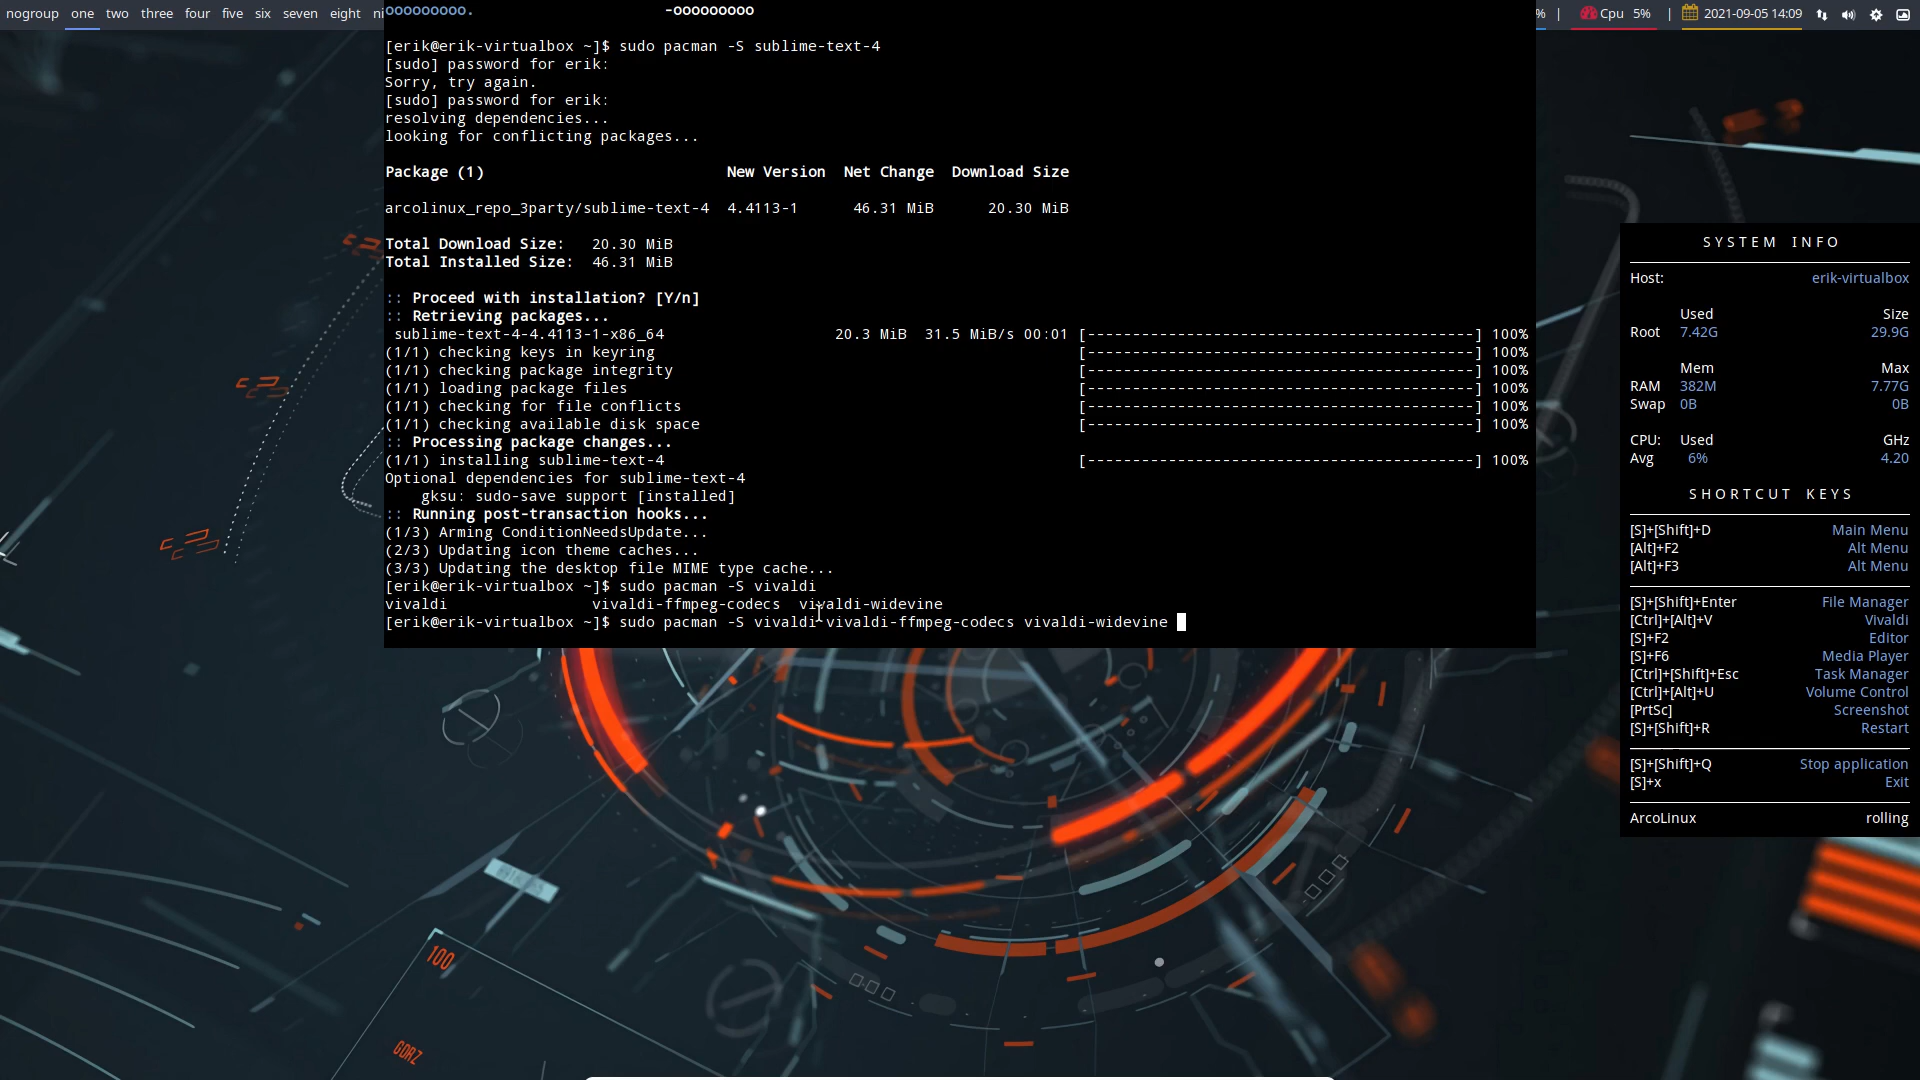 nogroup one two three four five six seven eight ni
ooooooooo. -ooooooooo
% | Cpu 5% | 2021-09-05 14:09
[erik@erik-virtualbox ~]$ sudo pacman -S sublime-text-4
[sudo] password for erik:
Sorry, try again.
[sudo] password for erik:
resolving dependencies...
looking for conflicting packages...
Package (1) New Version Net Change Download Size
arcolinux_repo_3party/sublime-text-4 4.4113-1 46.31 MiB 20.30 MiB
Total Download Size: 20.30 MiB
Total Installed Size: 46.31 MiB
:: Proceed with installation? [Y/n]
:: Retrieving packages...
sublime-text-4-4.4113-1-x86_64 20.3 MiB 31.5 MiB/s 00:01 [-------------------------------------------] 100%
(1/1) checking keys in keyring [-------------------------------------------] 100%
(1/1) checking package integrity [-------------------------------------------] 100%
(1/1) loading package files [-------------------------------------------] 100%
(1/1) checking for file conflicts [-------------------------------------------] 100%
(1/1) checking available disk space [-------------------------------------------] 100%
:: Processing package changes...
(1/1) installing sublime-text-4 [-------------------------------------------] 100%
Optional dependencies for sublime-text-4
gksu: sudo-save support [installed]
:: Running post-transaction hooks...
(1/3) Arming ConditionNeedsUpdate...
(2/3) Updating icon theme caches...
(3/3) Updating the desktop file MIME type cache...
[erik@erik-virtualbox ~]$ sudo pacman -S vivaldi
vivaldi vivaldi-ffmpeg-codecs vivaldi-widevine
[erik@erik-virtualbox ~]$ sudo pacman -S vivaldi vivaldi-ffmpeg-codecs vivaldi-widevine
SYSTEM INFO
Host: erik-virtualbox
Used Size
Root 7.42G 29.9G
Mem Max
RAM 382M 7.77G
Swap 0B 0B
CPU: Used GHz
Avg 6% 4.20
SHORTCUT KEYS
[S]+[Shift]+D Main Menu
[Alt]+F2 Alt Menu
[Alt]+F3 Alt Menu
[S]+[Shift]+Enter File Manager
[Ctrl]+[Alt]+V Vivaldi
[S]+F2 Editor
[S]+F6 Media Player
[Ctrl]+[Shift]+Esc Task Manager
[Ctrl]+[Alt]+U Volume Control
[PrtSc] Screenshot
[S]+[Shift]+R Restart
[S]+[Shift]+Q Stop application
[S]+x Exit
ArcoLinux rolling
100
GDRZ